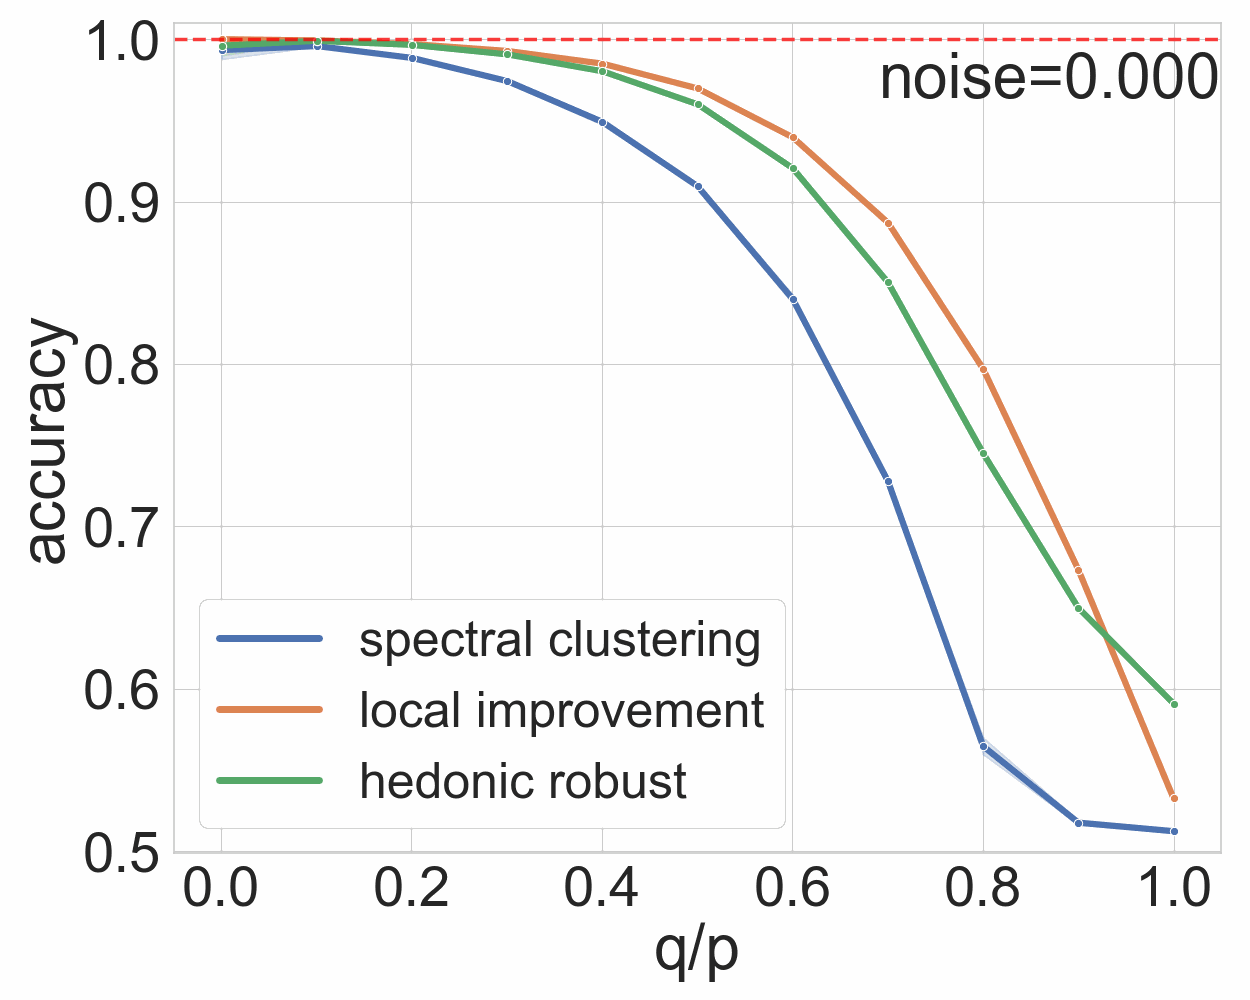 1.0
noise=0.000
0.9
0.8
accuracy
0.7
0.6
0.5
spectral clustering
local improvement
hedonic robust
0.0 0.2 0.4 0.6 0.8 1.0
q/p